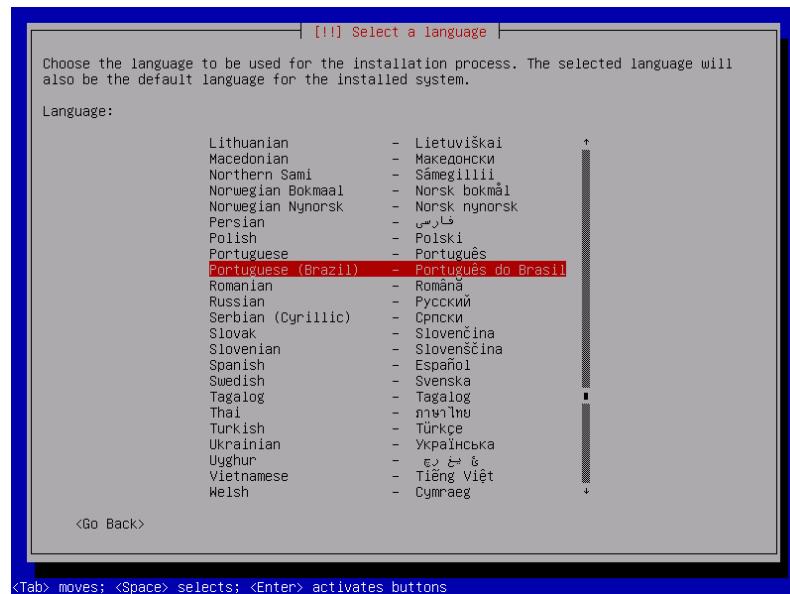 [!!] Select a language
Choose the language to be used for the installation process. The selected language will
also be the default language for the installed system.
Language:
Lithuanian - Lietuviškai
Macedonian - Македонски
Northern Sami - Sámegillii
Norwegian Bokmaal - Norsk bokmål
Norwegian Nynorsk - Norsk nynorsk
Persian - فارسی
Polish - Polski
Portuguese - Português
Portuguese (Brazil) - Português do Brasil
Romanian - Română
Russian - Русский
Serbian (Cyrillic) - Српски
Slovak - Slovenčina
Slovenian - Slovenščina
Spanish - Español
Swedish - Svenska
Tagalog - Tagalog
Thai - ภาษาไทย
Turkish - Türkçe
Ukrainian - Українська
Uyghur -
Vietnamese - Tiếng Việt
Welsh - Cymraeg
<Go Back>
<Tab> moves; <Space> selects; <Enter> activates buttons